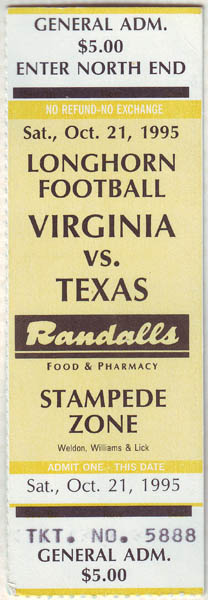 GENERAL ADM.
$5.00
ENTER NORTH END
NO REFUND-NO EXCHANGE
Sat., Oct. 21, 1995
LONGHORN
FOOTBALL
VIRGINIA
vs.
TEXAS
Randalls
FOOD & PHARMACY
STAMPEDE
ZONE
Weldon, Williams & Lick
ADMIT ONE - THIS DATE
Sat., Oct. 21, 1995
TKT. NO. 5888
GENERAL ADM.
$5.00